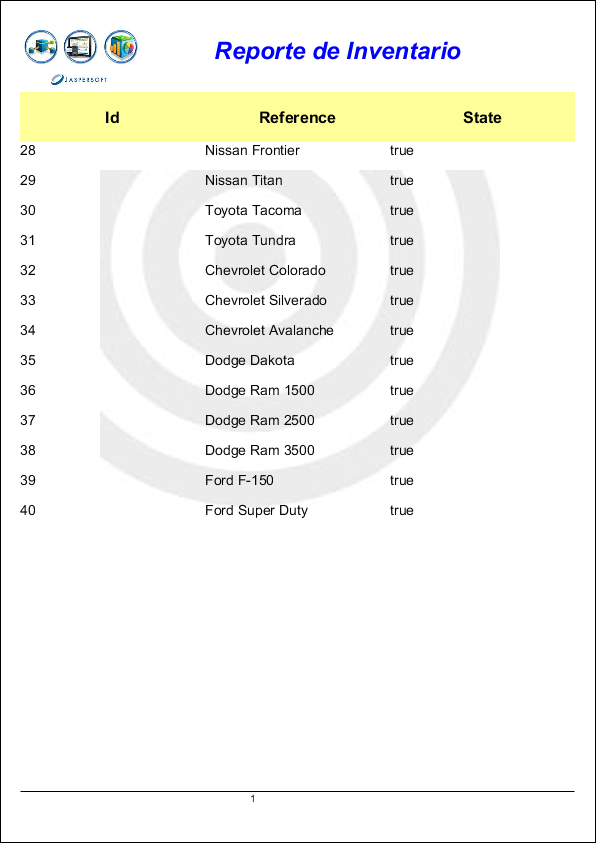 Reporte de Inventario
JASPERSOFT
Id Reference State
28 Nissan Frontier true
29 Nissan Titan true
30 Toyota Tacoma true
31 Toyota Tundra true
32 Chevrolet Colorado true
33 Chevrolet Silverado true
34 Chevrolet Avalanche true
35 Dodge Dakota true
36 Dodge Ram 1500 true
37 Dodge Ram 2500 true
38 Dodge Ram 3500 true
39 Ford F-150 true
40 Ford Super Duty true
1